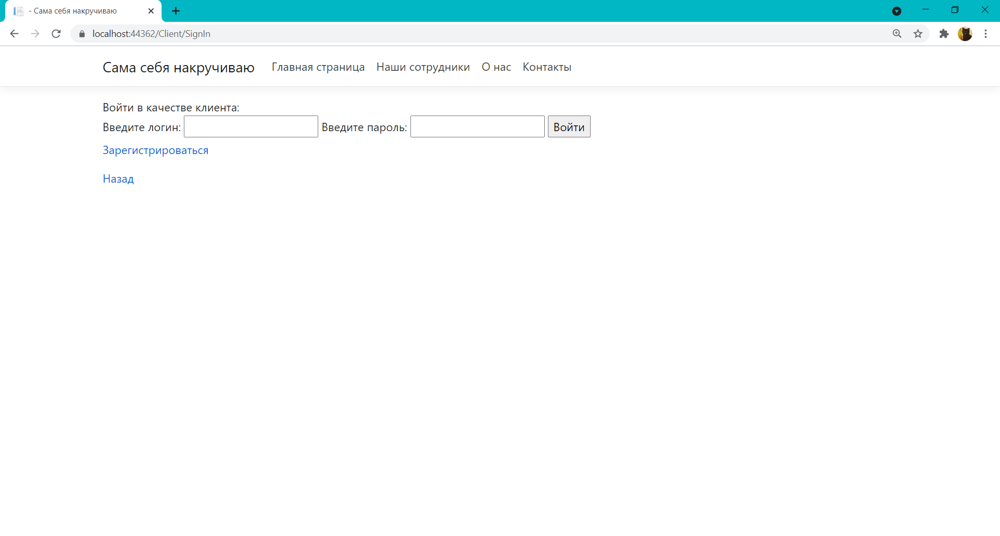 - Сама себя накручиваю
localhost:44362/Client/SignIn
Сама себя накручиваю Главная страница Наши сотрудники О нас Контакты
Войти в качестве клиента:
Введите логин: Введите пароль: Войти
Зарегистрироваться
Назад